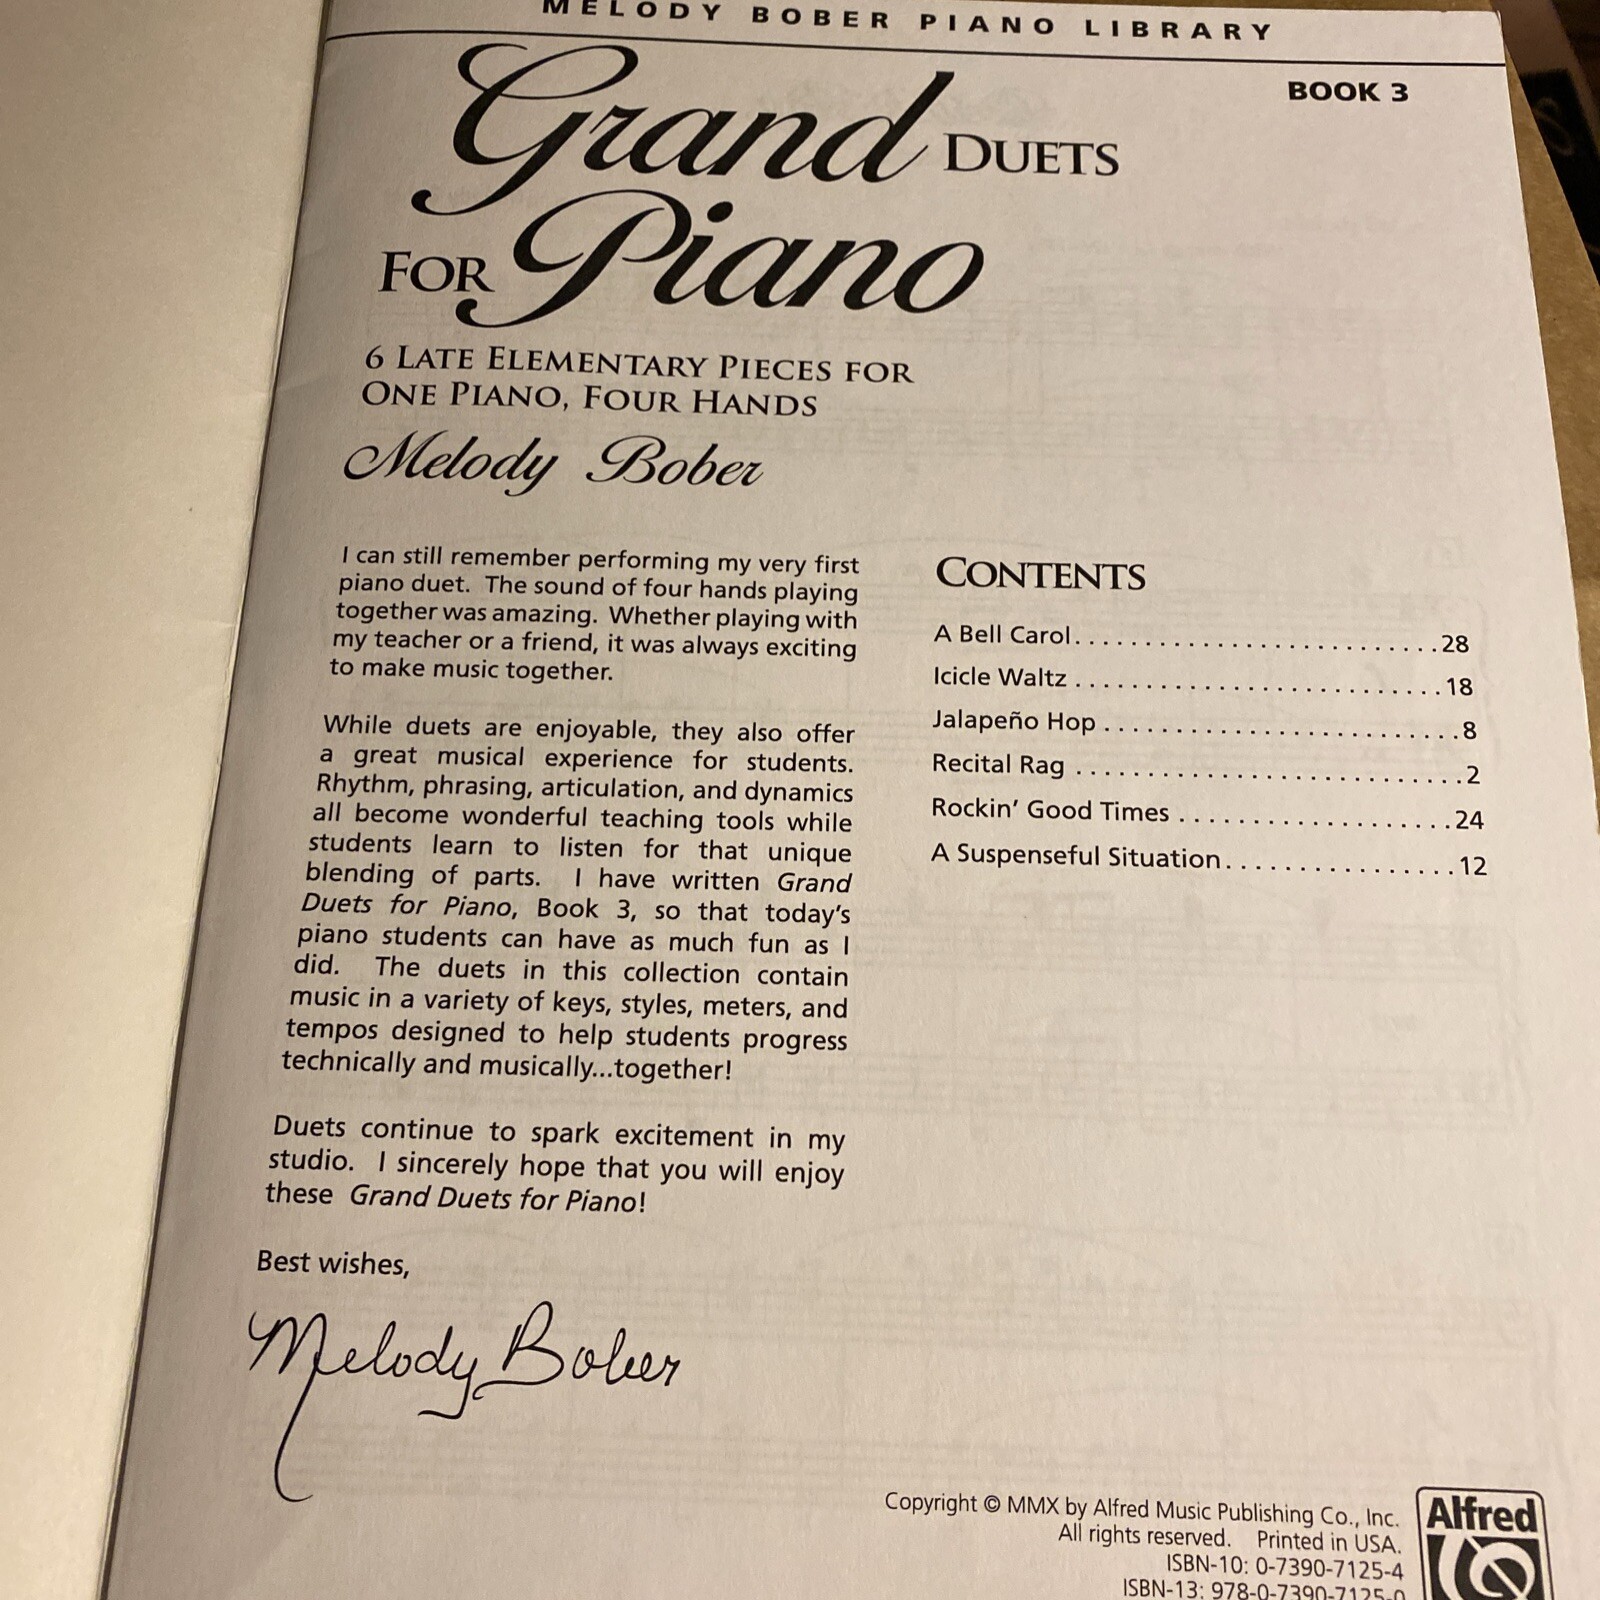 MELODY BOBER PIANO LIBRARY
BOOK 3
Grand DUETS
FOR Piano
6 LATE ELEMENTARY PIECES FOR
ONE PIANO, FOUR HANDS
Melody Bober
I can still remember performing my very first
piano duet. The sound of four hands playing
together was amazing. Whether playing with
my teacher or a friend, it was always exciting
to make music together.
While duets are enjoyable, they also offer
a great musical experience for students.
Rhythm, phrasing, articulation, and dynamics
all become wonderful teaching tools while
students learn to listen for that unique
blending of parts. I have written Grand
Duets for Piano, Book 3, so that today's
piano students can have as much fun as I
did. The duets in this collection contain
music in a variety of keys, styles, meters, and
tempos designed to help students progress
technically and musically...together!
Duets continue to spark excitement in my
studio. I sincerely hope that you will enjoy
these Grand Duets for Piano!
Best wishes,
Melody Bober
CONTENTS
A Bell Carol..........................28
Icicle Waltz..........................18
Jalapeño Hop.........................8
Recital Rag............................2
Rockin' Good Times...................24
A Suspenseful Situation................12
Copyright © MMX by Alfred Music Publishing Co., Inc.
All rights reserved. Printed in USA.
ISBN-10: 0-7390-7125-4
ISBN-13: 978-0-7390-7125-0
Alfred